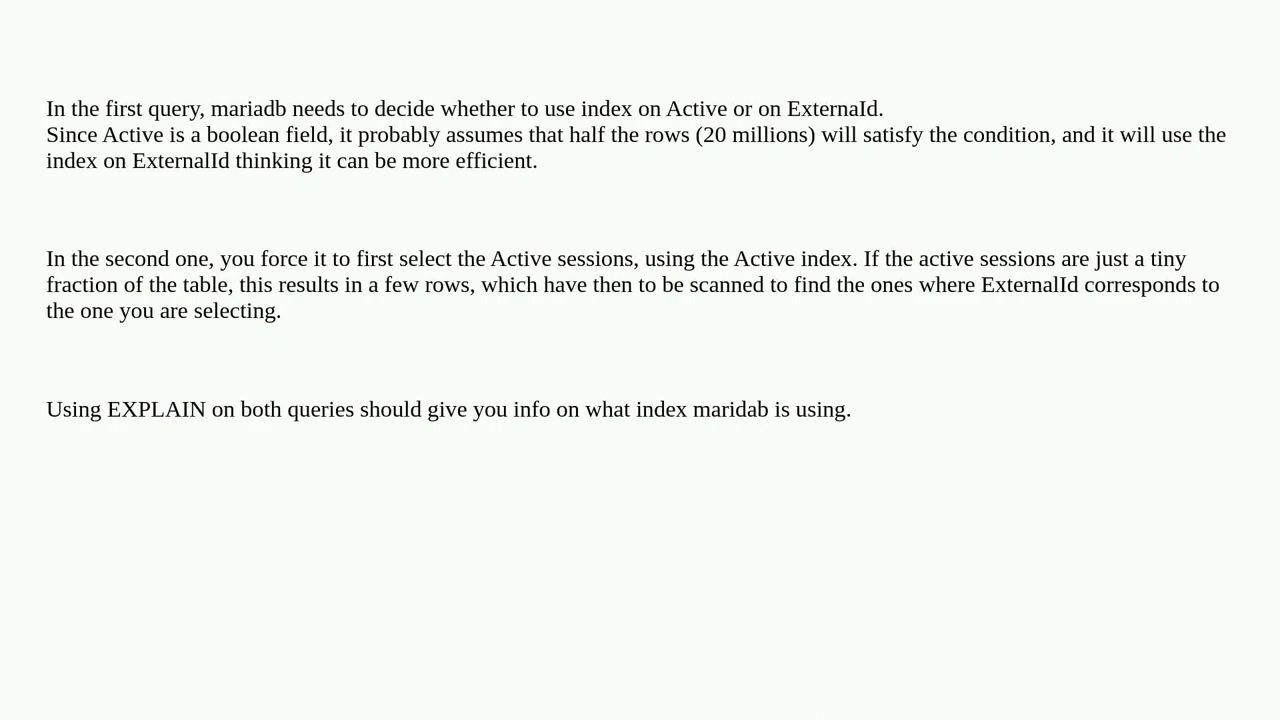 In the first query, mariadb needs to decide whether to use index on Active or on ExternaId.
Since Active is a boolean field, it probably assumes that half the rows (20 millions) will satisfy the condition, and it will use the
index on ExternalId thinking it can be more efficient.
In the second one, you force it to first select the Active sessions, using the Active index. If the active sessions are just a tiny
fraction of the table, this results in a few rows, which have then to be scanned to find the ones where ExternalId corresponds to
the one you are selecting.
Using EXPLAIN on both queries should give you info on what index maridab is using.